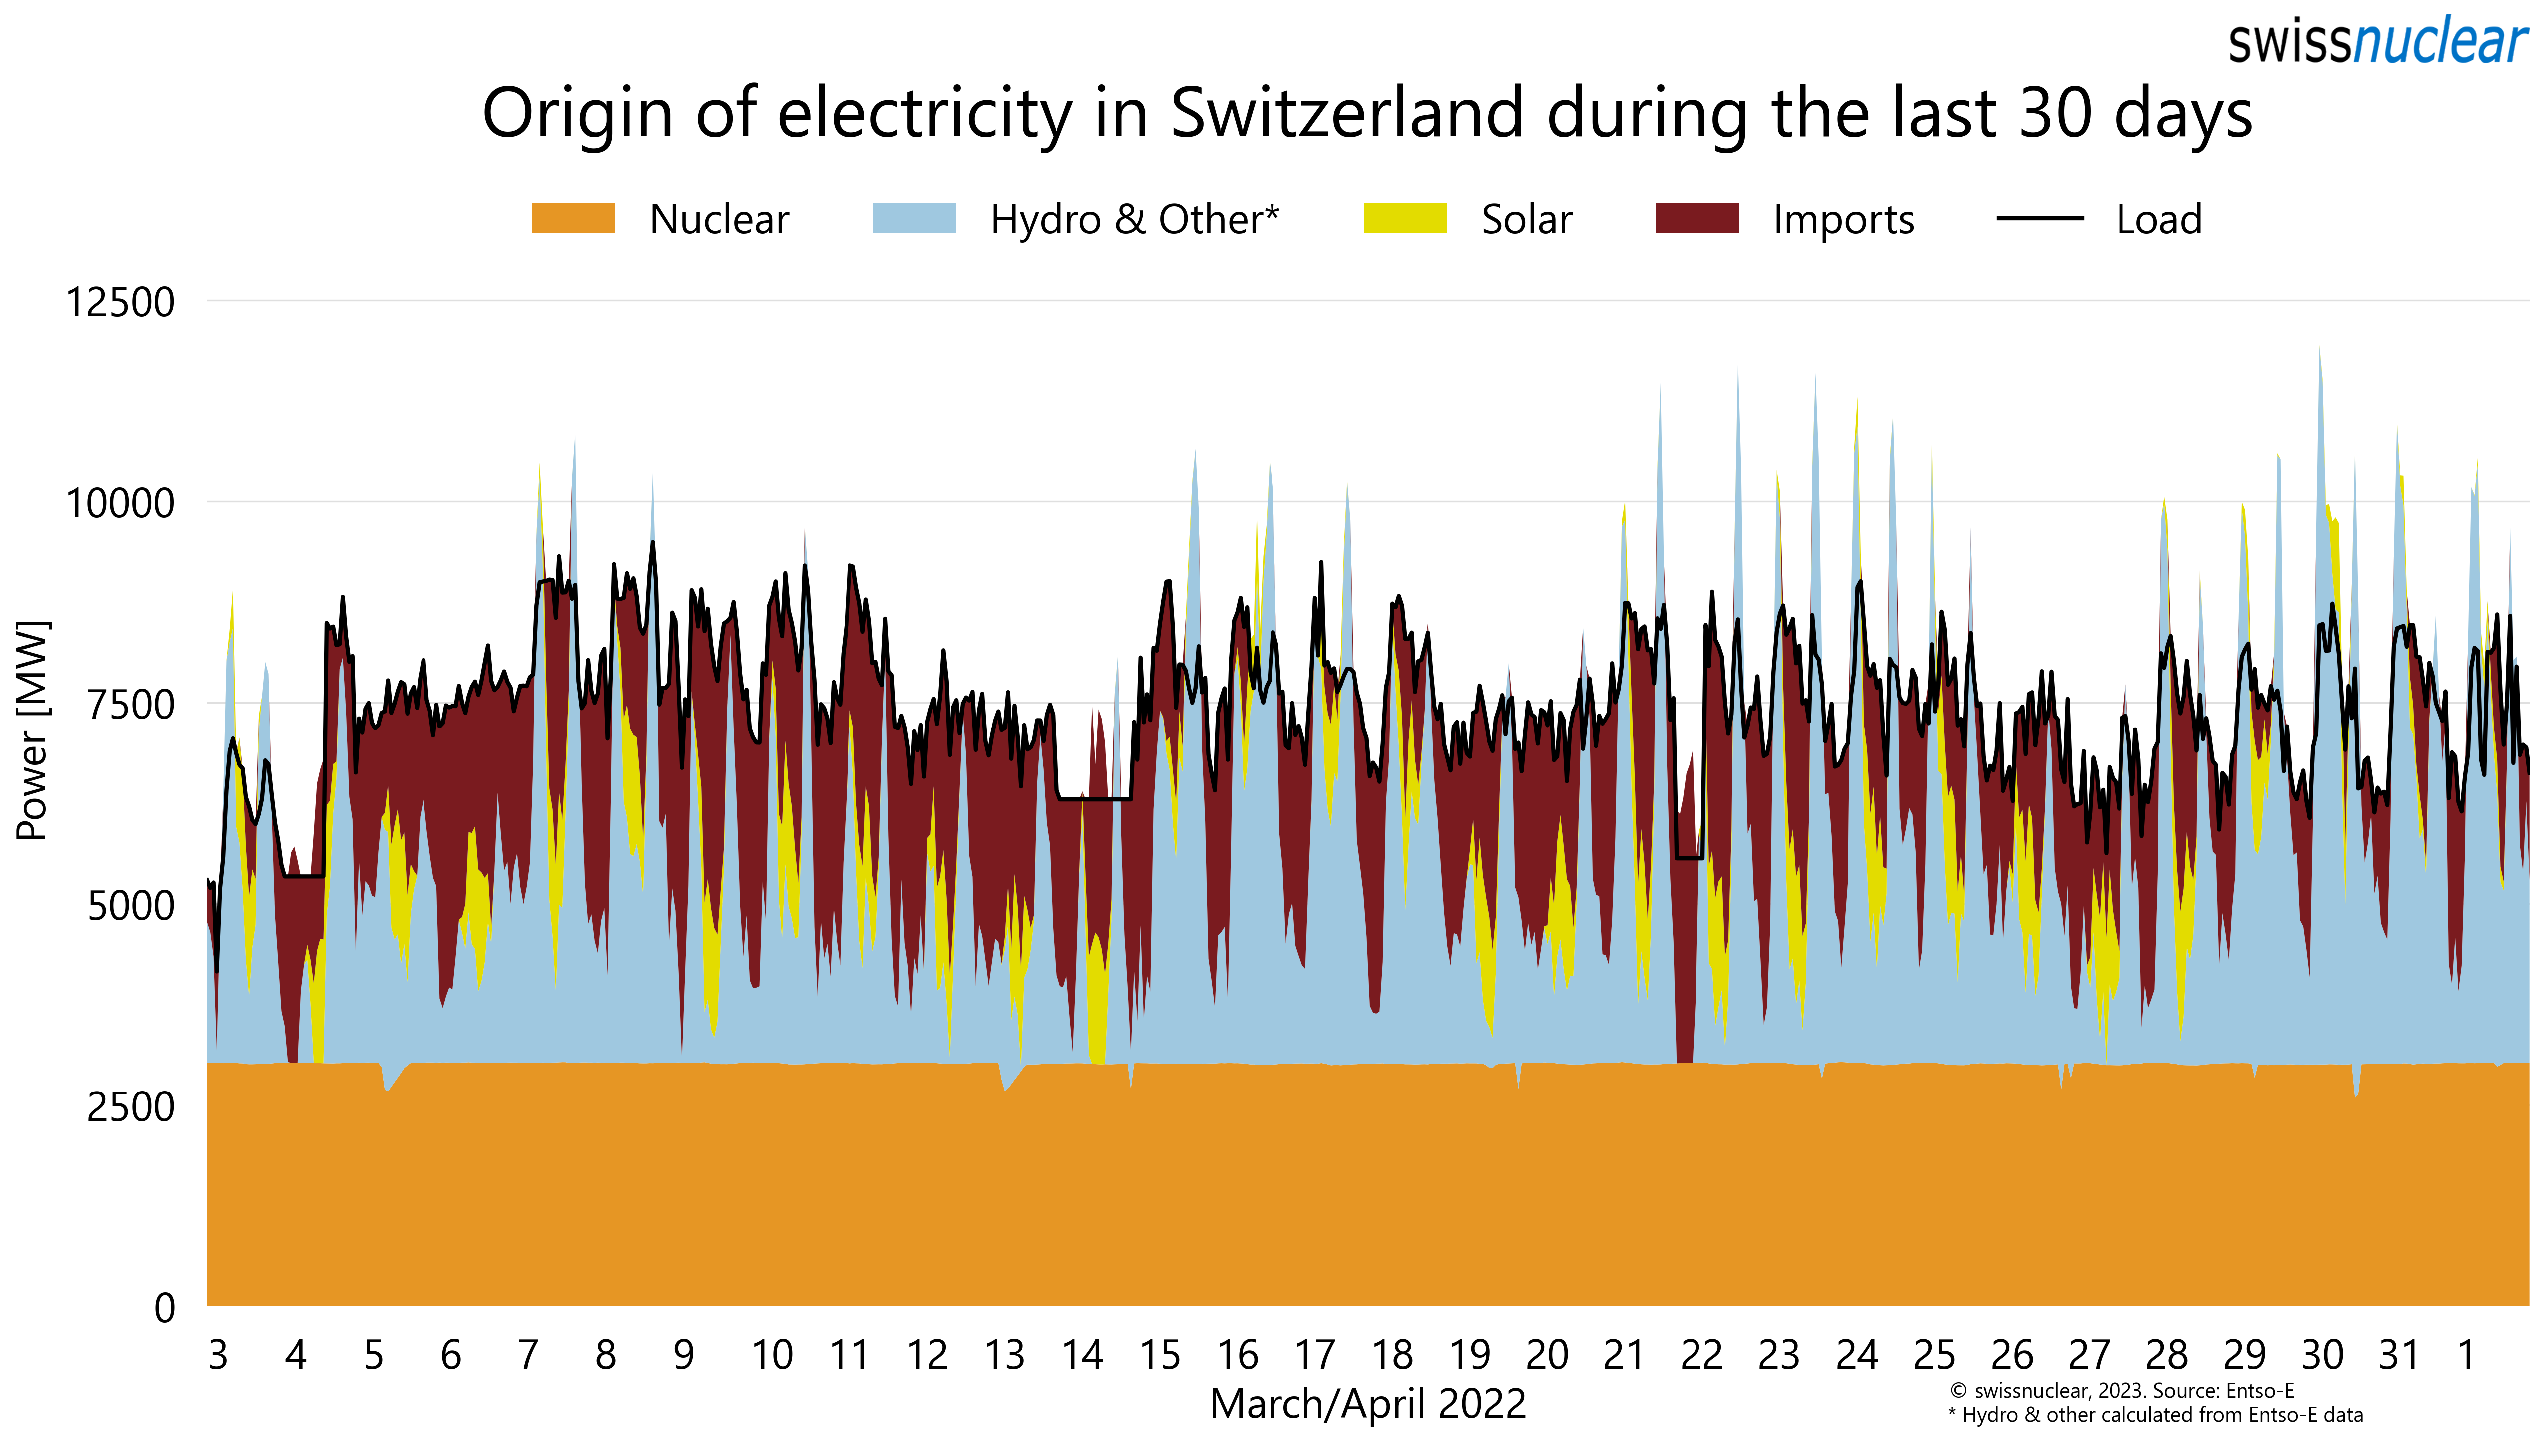 swissnuclear
Origin of electricity in Switzerland during the last 30 days
Nuclear Hydro & Other* Solar Imports Load
12500
10000
7500
5000
2500
0
Power [MW]
3 4 5 6 7 8 9 10 11 12 13 14 15 16 17 18 19 20 21 22 23 24 25 26 27 28 29 30 31 1
March/April 2022
© swissnuclear, 2023. Source: Entso-E
* Hydro & other calculated from Entso-E data